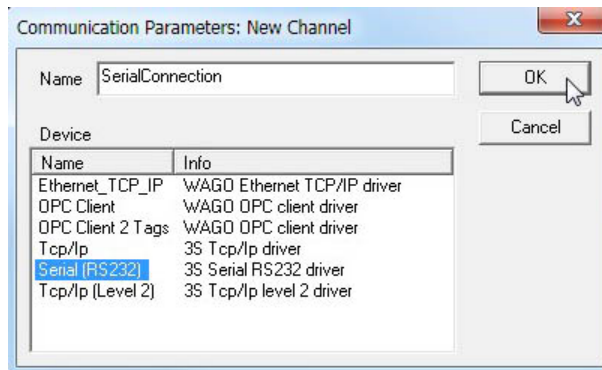 Communication Parameters: New Channel
Name SerialConnection OK
Device Cancel
Name Info
Ethernet_TCP_IP WAGO Ethernet TCP/IP driver
OPC Client WAGO OPC client driver
OPC Client 2 Tags WAGO OPC client driver
Tcp/Ip 3S Tcp/Ip driver
Serial (RS232) 3S Serial RS232 driver
Tcp/Ip (Level 2) 3S Tcp/Ip level 2 driver